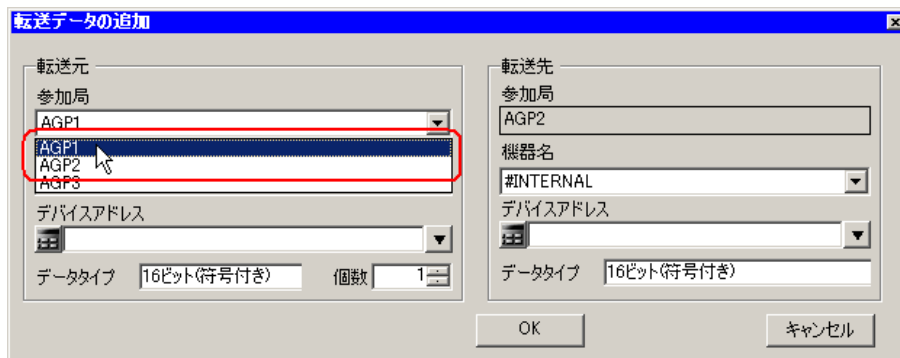 転送データの追加
転送元
参加局
AGP1
AGP1
AGP2
AGP3
デバイスアドレス
データタイプ 16ビット(符号付き) 個数 1
転送先
参加局
AGP2
機器名
#INTERNAL
デバイスアドレス
データタイプ 16ビット(符号付き)
OK キャンセル